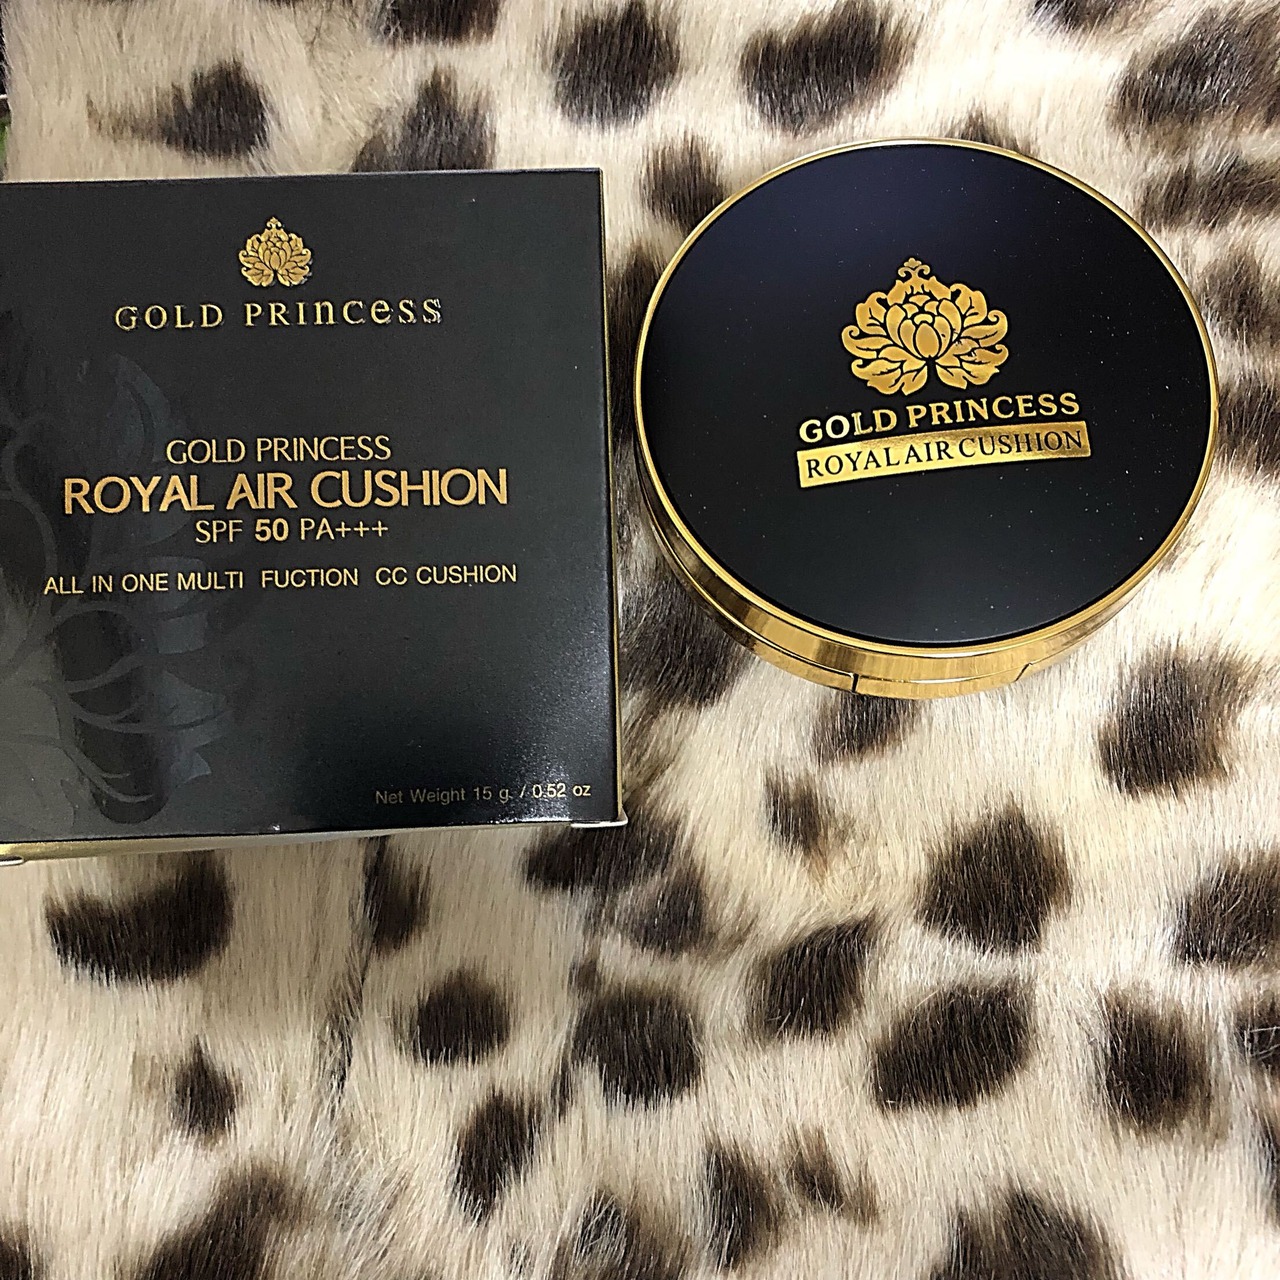 GOLD PRINCESS
GOLD PRINCESS
ROYAL AIR CUSHION
SPF 50 PA+++
ALL IN ONE MULTI FUCTION CC CUSHION
Net Weight 15 g. / 0.52 oz
GOLD PRINCESS
ROYAL AIR CUSHION